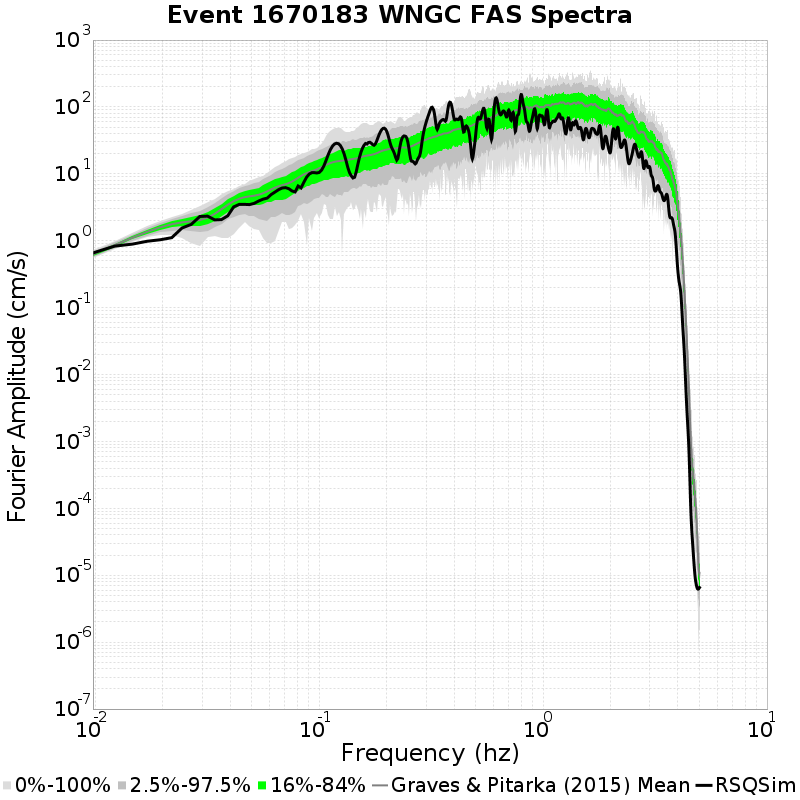 Event 1670183 WNGC FAS Spectra
10^3
10^2
10^1
10^0
10^-1
10^-2
10^-3
10^-4
10^-5
10^-6
10^-7
Fourier Amplitude (cm/s)
10^-2 10^-1 10^0 10^1
Frequency (hz)
0%-100% 2.5%-97.5% 16%-84% Graves & Pitarka (2015) Mean RSQSim